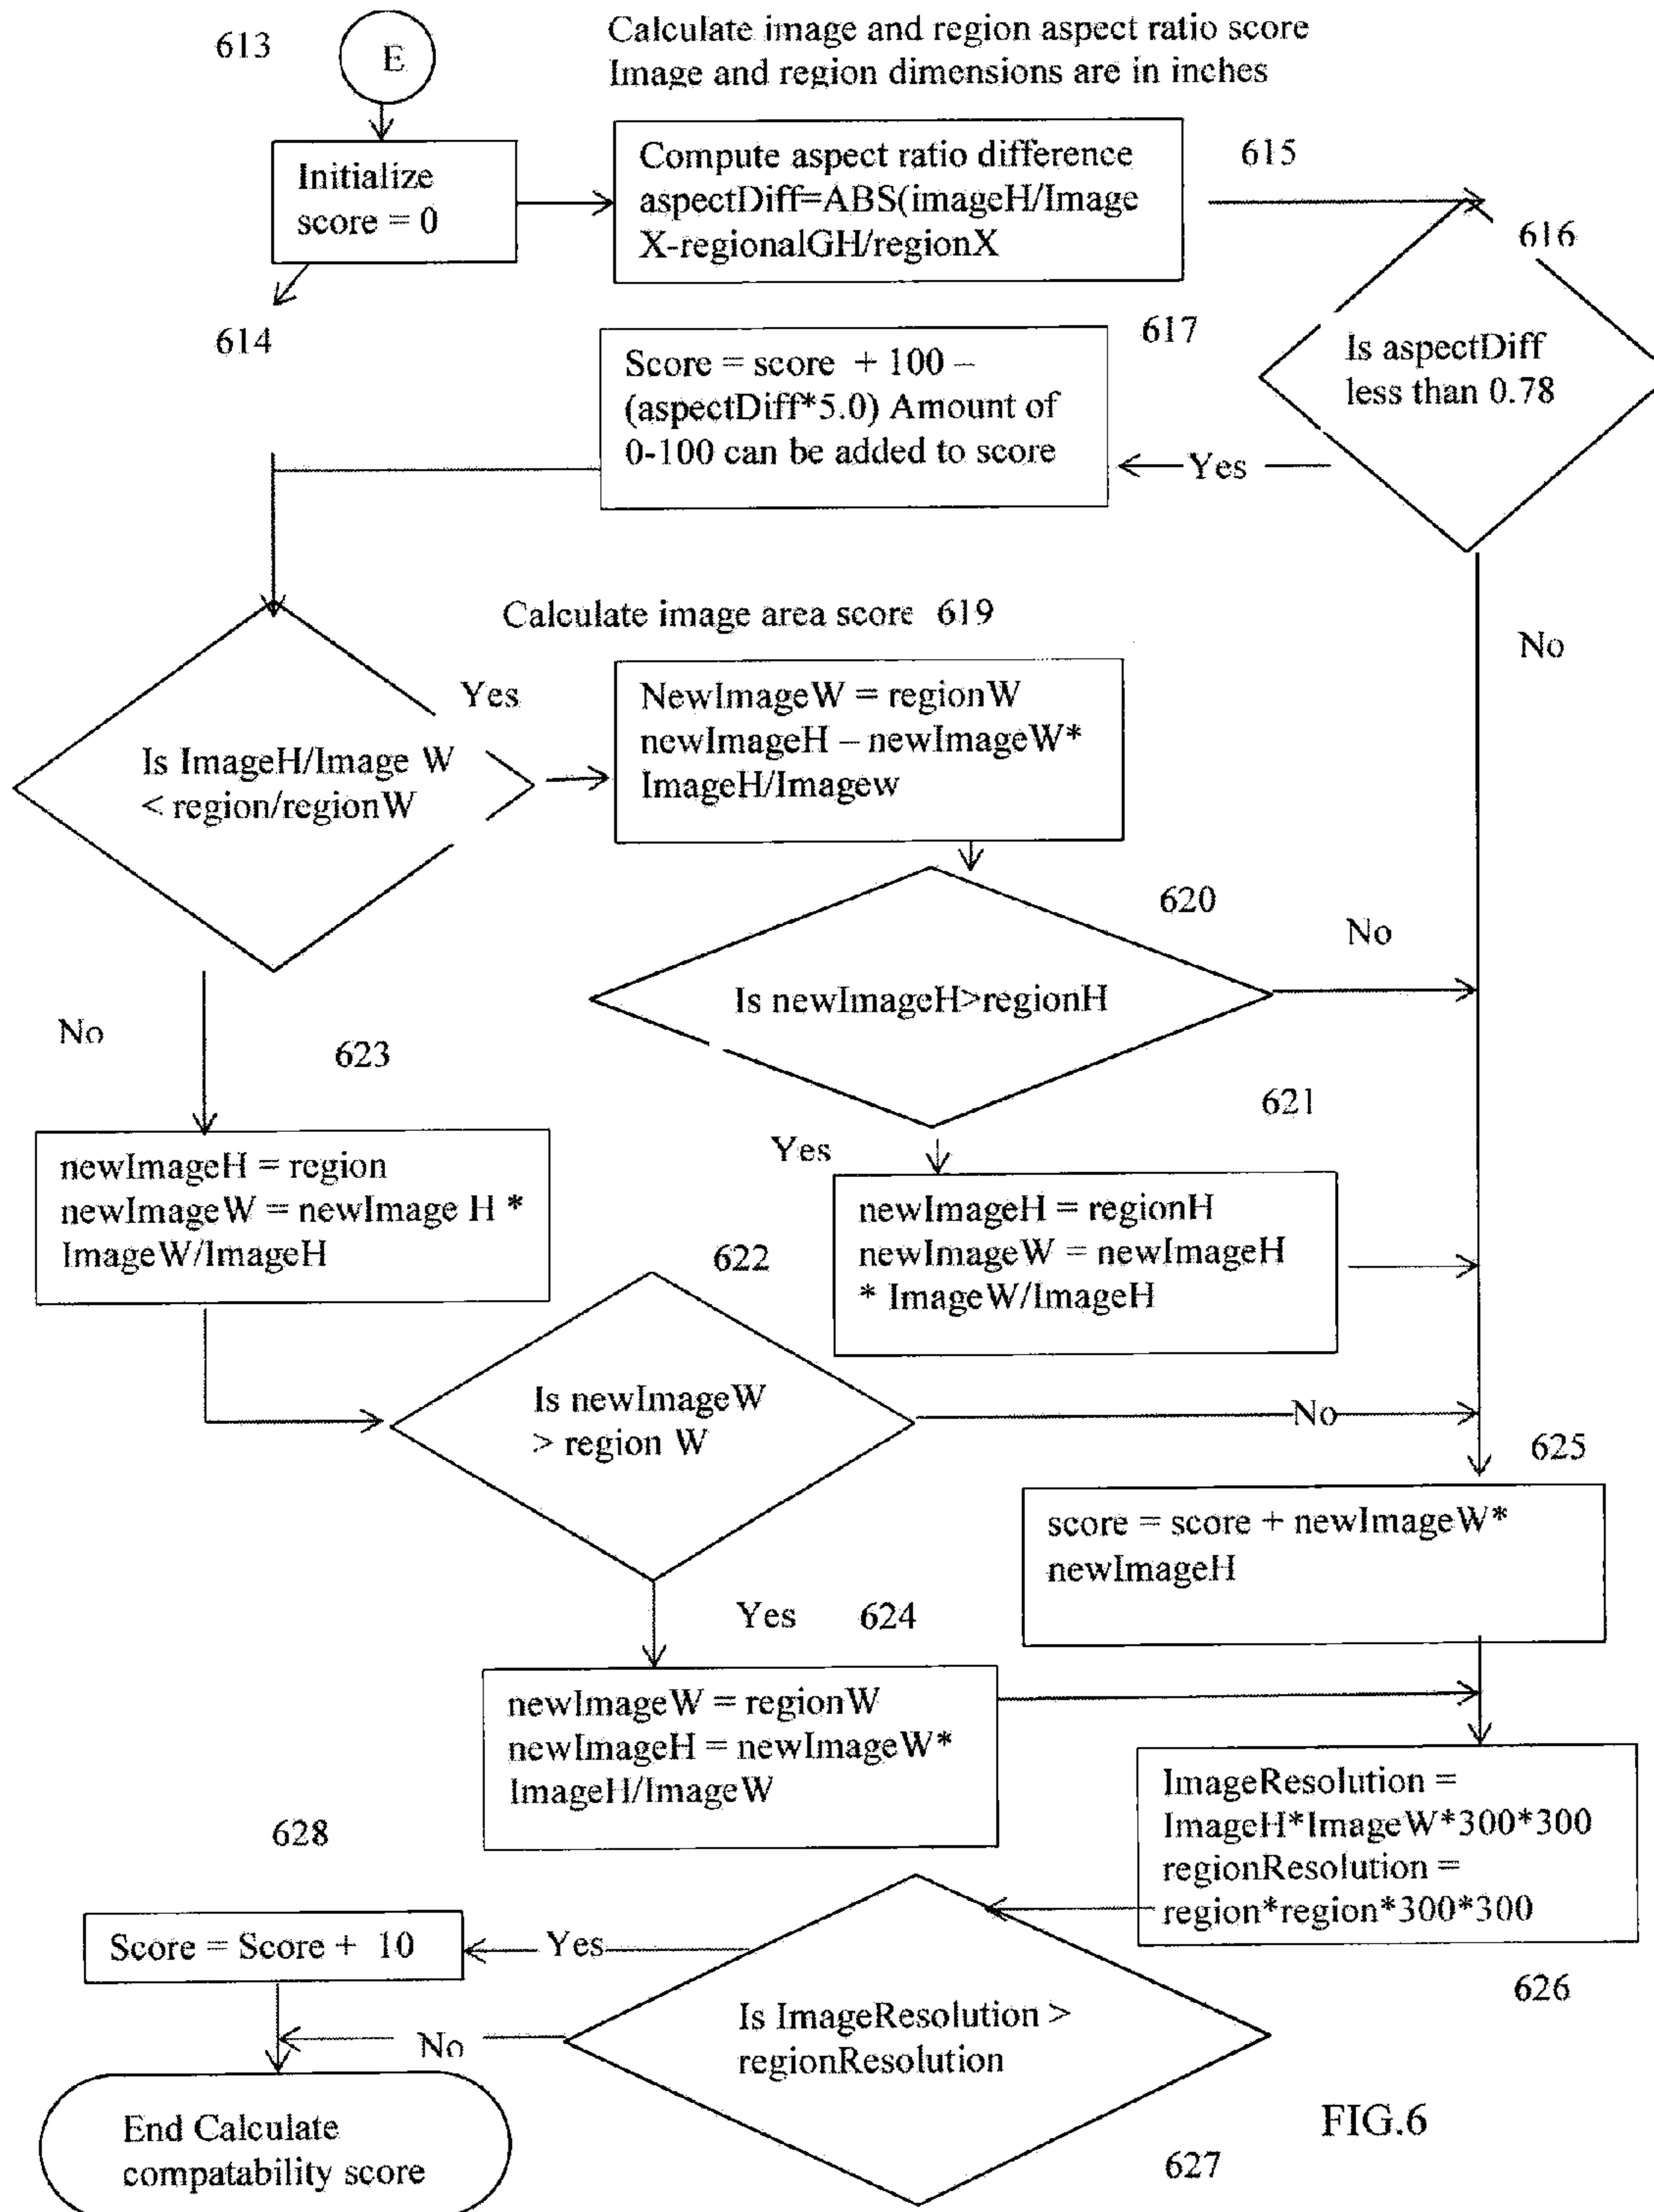 613
E
Calculate image and region aspect ratio score
Image and region dimensions are in inches
Initialize
score = 0
Compute aspect ratio difference
aspectDiff=ABS(imageH/Image
X-regionalGH/regionX
615
616
614
617
Score = score + 100 –
(aspectDiff*5.0) Amount of
0-100 can be added to score
Is aspectDiff
less than 0.78
Yes
No
Calculate image area score 619
Is ImageH/Image W
< region/regionW
Yes
NewImageW = regionW
newImageH – newImageW*
ImageH/Imagew
620
No
Is newImageH>regionH
No
623
621
Yes
newImageH = region
newImageW = newImage H *
ImageW/ImageH
newImageH = regionH
newImageW = newImageH
* ImageW/ImageH
622
Is newImageW
> region W
No
625
score = score + newImageW*
newImageH
Yes 624
newImageW = regionW
newImageH = newImageW*
ImageH/ImageW
ImageResolution =
ImageH*ImageW*300*300
regionResolution =
region*region*300*300
628
Score = Score + 10
Yes
626
Is ImageResolution >
regionResolution
No
End Calculate
compatability score
627
FIG.6